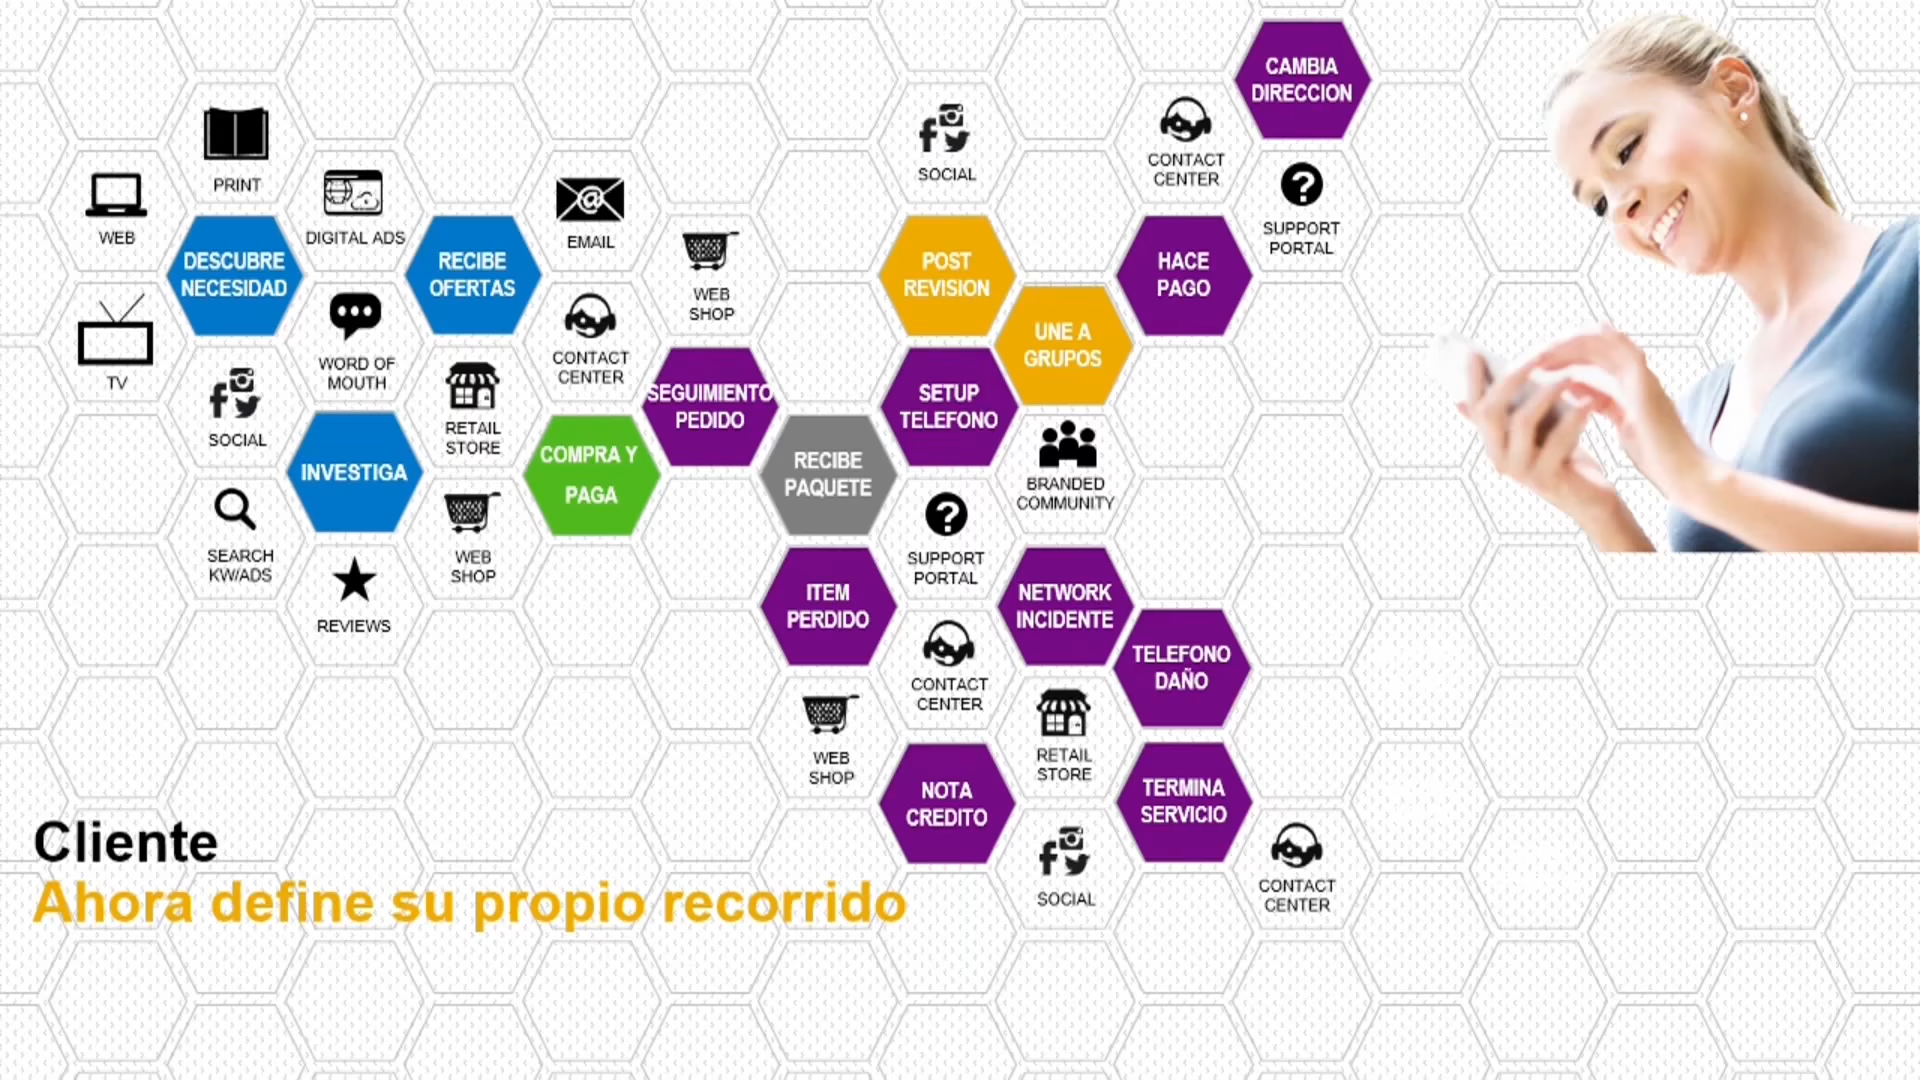 CAMBIA
DIRECCION
PRINT
WEB
DIGITAL ADS
EMAIL
SOCIAL
CONTACT
CENTER
SUPPORT
PORTAL
DESCUBRE
NECESIDAD
RECIBE
OFERTAS
WEB
SHOP
POST
REVISION
HACE
PAGO
TV
WORD OF
MOUTH
CONTACT
CENTER
UNE A
GRUPOS
SOCIAL
RETAIL
STORE
SEGUIMIENTO
PEDIDO
SETUP
TELEFONO
INVESTIGA
COMPRA Y
PAGA
RECIBE
PAQUETE
BRANDED
COMMUNITY
SEARCH
KW/ADS
WEB
SHOP
SUPPORT
PORTAL
REVIEWS
ITEM
PERDIDO
NETWORK
INCIDENTE
CONTACT
CENTER
TELEFONO
DAÑO
WEB
SHOP
RETAIL
STORE
NOTA
CREDITO
TERMINA
SERVICIO
SOCIAL
CONTACT
CENTER
Cliente
Ahora define su propio recorrido